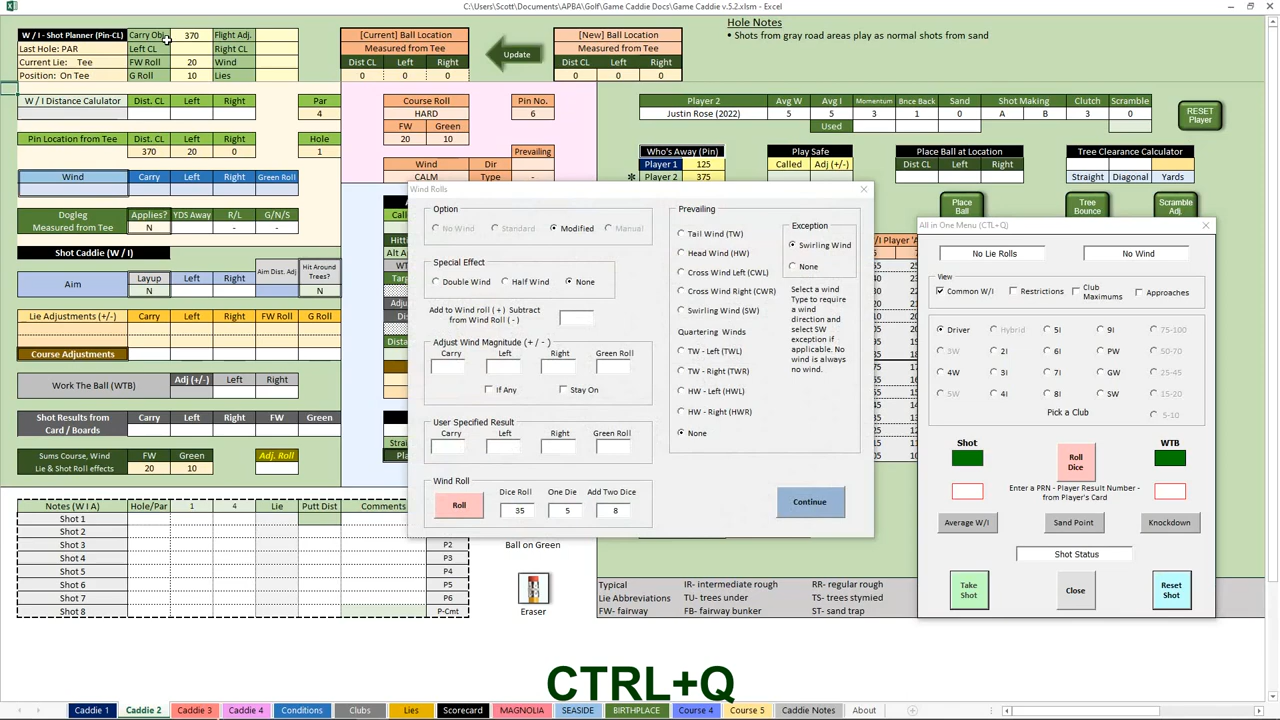 C:\Users\Scott\Documents\APBA\Golf\Game Caddie Docs\Game Caddie v.5.2.xlsm - Excel
W / I - Shot Planner (Pin-CL) Carry Obj. 370 Flight Adj.
Last Hole: PAR Left CL Right CL
Current Lie: Tee FW Roll 20 Wind
Position: On Tee G Roll 10 Lies
[Current] Ball Location
Measured from Tee
Dist CL Left Right
0 0 0
Update
[New] Ball Location
Measured from Tee
Dist CL Left Right
0 0 0
Hole Notes
• Shots from gray road areas play as normal shots from sand
W / I Distance Calulator Dist. CL Left Right Par
4
Pin Location from Tee Dist. CL Left Right Hole
370 20 0 1
Wind Carry Left Right Green Roll
Dogleg Applies? YDS Away R/L G/N/S
Measured from Tee N - -
Shot Caddie (W / I)
Aim Layup Aim Dist. Adj Hit Around Trees?
N N
Lie Adjustments (+/-) Carry Left Right FW Roll G Roll
Course Adjustments
Work The Ball (WTB) Adj (+/-) Left Right
Shot Results from Carry Left Right FW Green
Card / Boards
Sums Course, Wind FW Green Adj. Roll
Lie & Shot Roll effects 20 10
Course Roll Pin No.
HARD 6
FW Green
20 10
Prevailing
Wind Dir
CALM Type -
Player 2 Avg W Avg I Momentum Bnce Back Sand Shot Making Clutch Scramble
Justin Rose (2022) 5 5 3 1 0 A B 3 0
Used
RESET
Player
Who's Away (Pin) Play Safe Place Ball at Location Tree Clearance Calculator
Player 1 125 Called Adj (+/-) Dist CL Left Right
✱ Player 2 375 Straight Diagonal Yards
Place
Ball
Tree
Bounce
Scramble
Adj.
Wind Rolls
Option
No Wind Standard Modified Manual
Special Effect
Double Wind Half Wind None
Add to Wind roll ( + ) Subtract
from Wind Roll ( - )
Adjust Wind Magnitude (+ / - )
Carry Left Right Green Roll
If Any Stay On
User Specified Result
Carry Left Right Green Roll
Wind Roll
Dice Roll One Die Add Two Dice
Roll 35 5 8
Prevailing
Tail Wind (TW)
Head Wind (HW)
Cross Wind Left (CWL)
Cross Wind Right (CWR)
Swirling Wind (SW)
Quartering Winds
TW - Left (TWL)
TW - Right (TWR)
HW - Left (HWL)
HW - Right (HWR)
None
Exception
Swirling Wind
None
Select a wind
Type to require a
wind direction
and select SW
exception if
applicable. No
wind is always
no wind.
Continue
All in One Menu (CTL+Q)
No Lie Rolls No Wind
View
Common W/I Restrictions Club Maximums Approaches
Driver Hybrid 5I 9I 75-100
3W 2I 6I PW 50-70
4W 3I 7I GW 25-45
5W 4I 8I SW 15-20
Pick a Club 5-10
Shot WTB
Roll
Dice
Enter a PRN - Player Result Number -
from Player's Card
Average W/I Sand Point Knockdown
Shot Status
Take
Shot
Close
Reset
Shot
Notes (W I A) Hole/Par 1 4 Lie Putt Dist Comments
Shot 1
Shot 2
Shot 3 P2
Shot 4 P3
Shot 5 P4
Shot 6 P5
Shot 7 P6
Shot 8 P-Cmt
Ball on Green
Eraser
Typical IR- intermediate rough RR- regular rough
Lie Abbreviations TU- trees under TS- trees stymied
FW- fairway FB- fairway bunker ST- sand trap
CTRL+Q
Caddie 1 Caddie 2 Caddie 3 Caddie 4 Conditions Clubs Lies Scorecard MAGNOLIA SEASIDE BIRTHPLACE Course 4 Course 5 Caddie Notes About